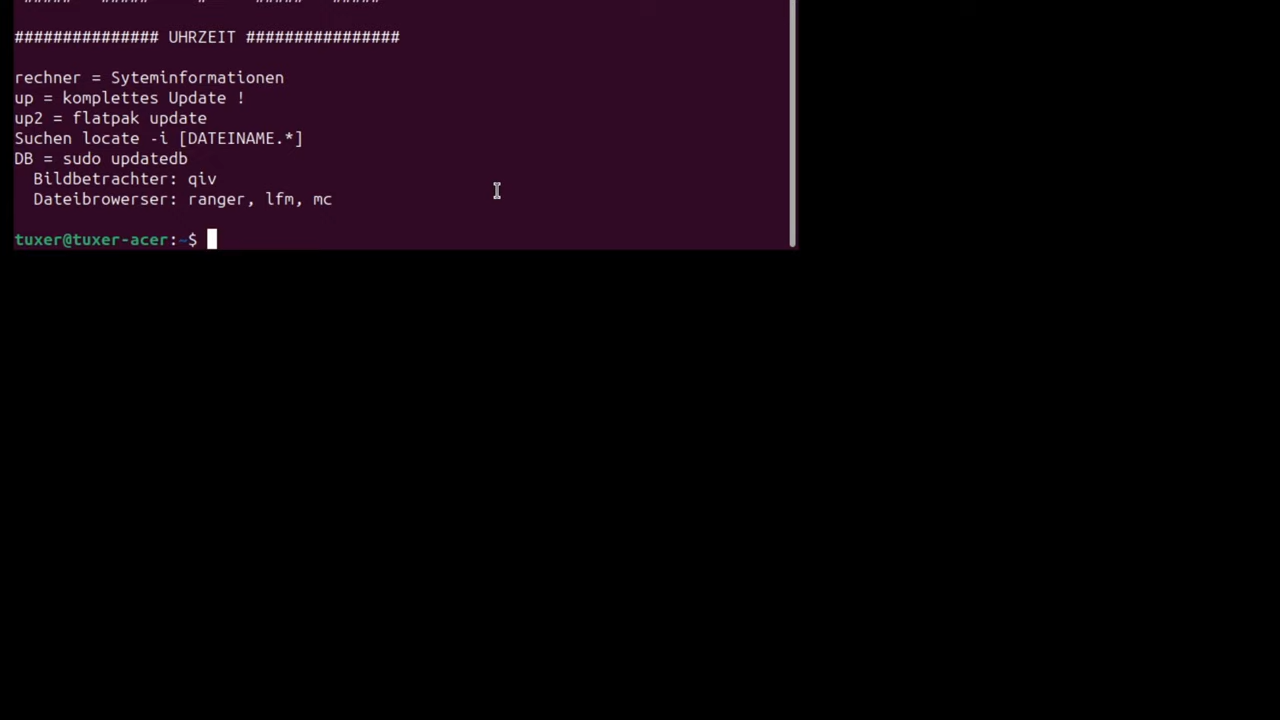 ############### UHRZEIT ################
rechner = Syteminformationen
up = komplettes Update !
up2 = flatpak update
Suchen locate -i [DATEINAME.*]
DB = sudo updatedb
  Bildbetrachter: qiv
  Dateibrowerser: ranger, lfm, mc
tuxer@tuxer-acer:~$